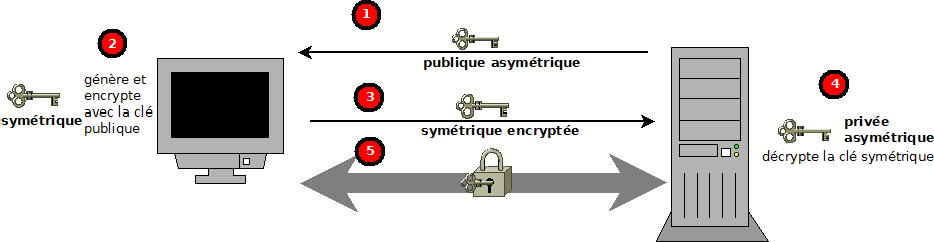 1
publique asymétrique
2
génère et
encrypte
avec la clé
publique
symétrique
3
symétrique encryptée
4
privée
asymétrique
décrypte la clé symétrique
5